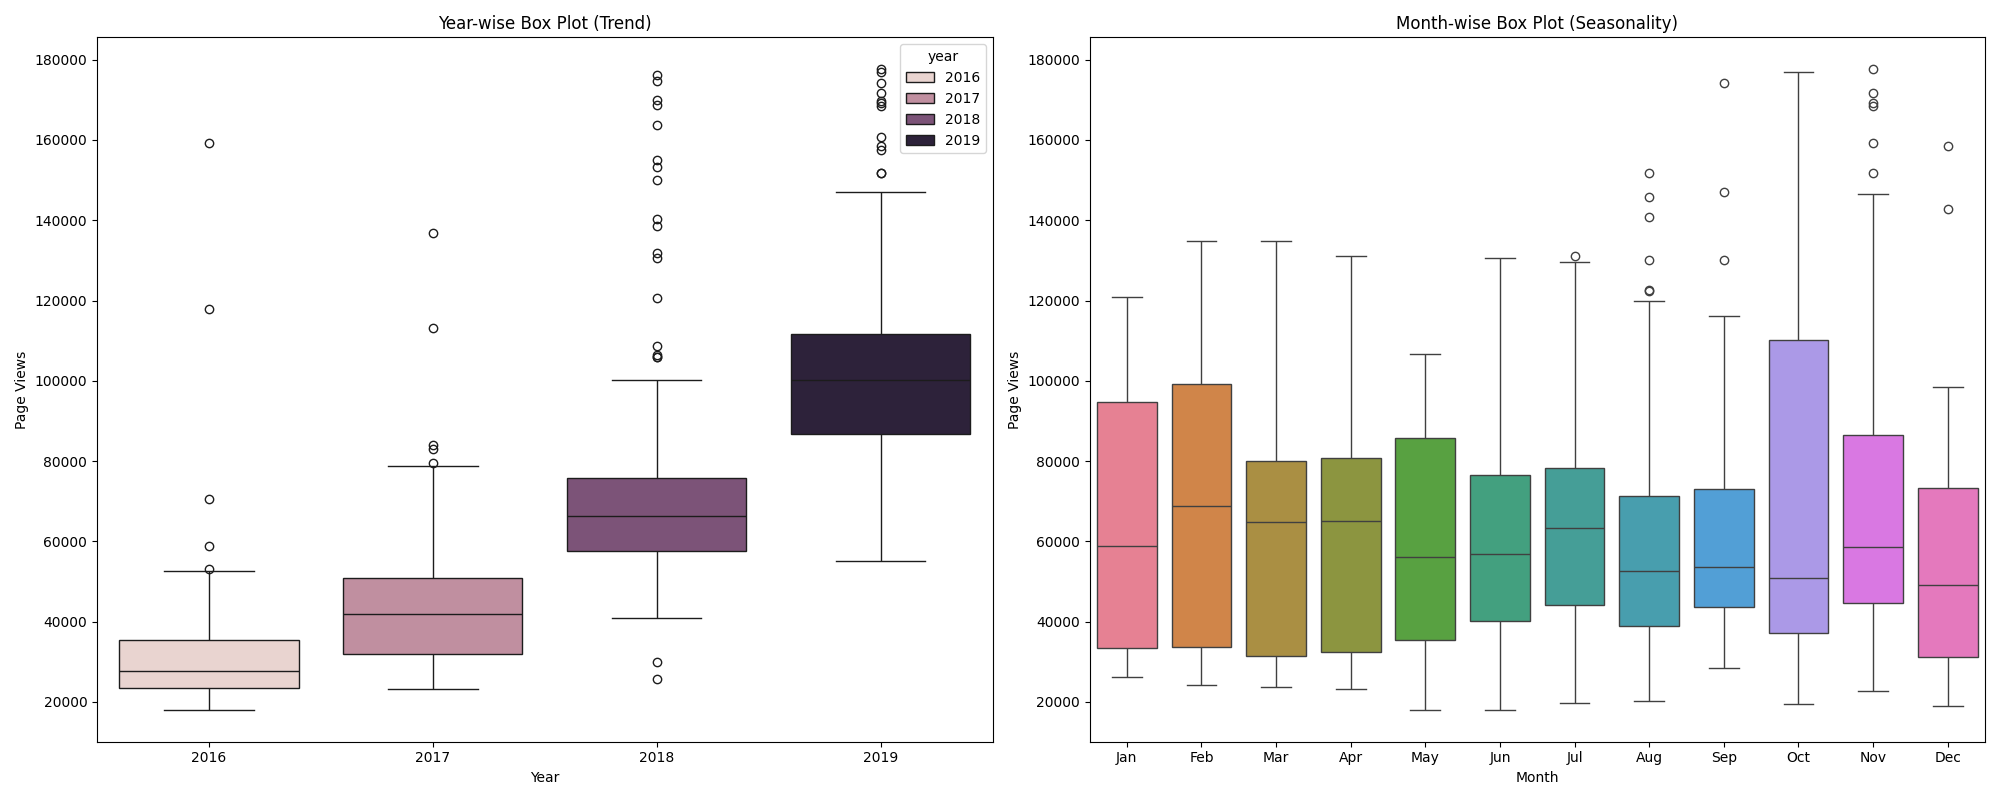 Year-wise Box Plot (Trend)
Page Views
180000
160000
140000
120000
100000
80000
60000
40000
20000
year
2016
2017
2018
2019
2016 2017 2018 2019
Year
Month-wise Box Plot (Seasonality)
Page Views
180000
160000
140000
120000
100000
80000
60000
40000
20000
Jan Feb Mar Apr May Jun Jul Aug Sep Oct Nov Dec
Month